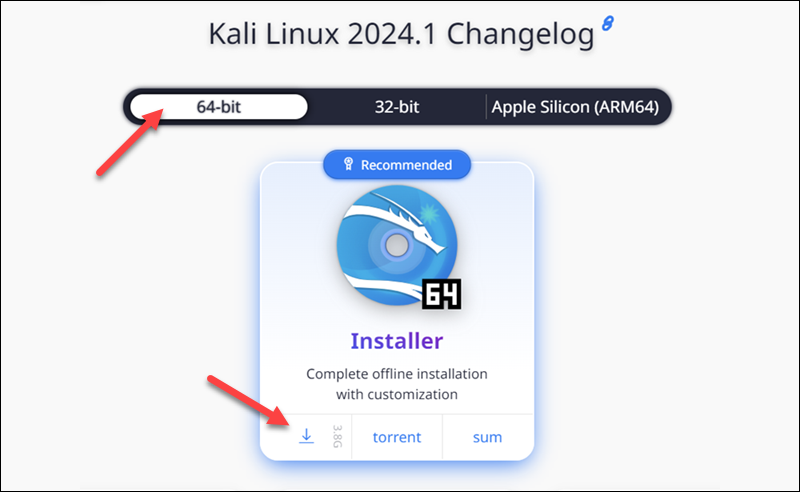 Kali Linux 2024.1 Changelog
64-bit
32-bit
Apple Silicon (ARM64)
Recommended
64
Installer
Complete offline installation
with customization
3.8G
torrent
sum